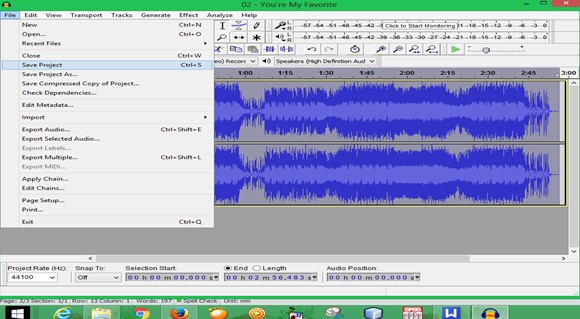 02 - You're My Favorite
File Edit View Transport Tracks Generate Effect Analyze Help
New Ctrl+N
Open... Ctrl+O
Recent Files
Close Ctrl+W
Save Project Ctrl+S
Save Project As...
Save Compressed Copy of Project...
Check Dependencies...
Edit Metadata...
Import
Export Audio... Ctrl+Shift+E
Export Selected Audio...
Export Labels...
Export Multiple... Ctrl+Shift+L
Export MIDI...
Apply Chain...
Edit Chains...
Page Setup...
Print...
Exit Ctrl+Q
-57 -54 -51 -48 -45 -42 Click to Start Monitoring -21 -18 -15 -12 -9 -6 -3 0
-57 -54 -51 -48 -45 -42 -39 -36 -33 -30 -27 -24 -21 -18 -15 -12 -9 -6 -3 0
eo) Record Speakers (High Definition Aud
1:00 1:15 1:30 1:45 2:00 2:15 2:30 2:45 3:00
Project Rate (Hz): Snap To: Selection Start: End Length Audio Position:
44100 Off 00 h 00 m 00,000 s 00 h 02 m 56,483 s 00 h 00 m 00,000 s
Page: 2/3 Section: 1/1 Row: 13 Column: 1 Words: 197 Spell Check Unit: mm